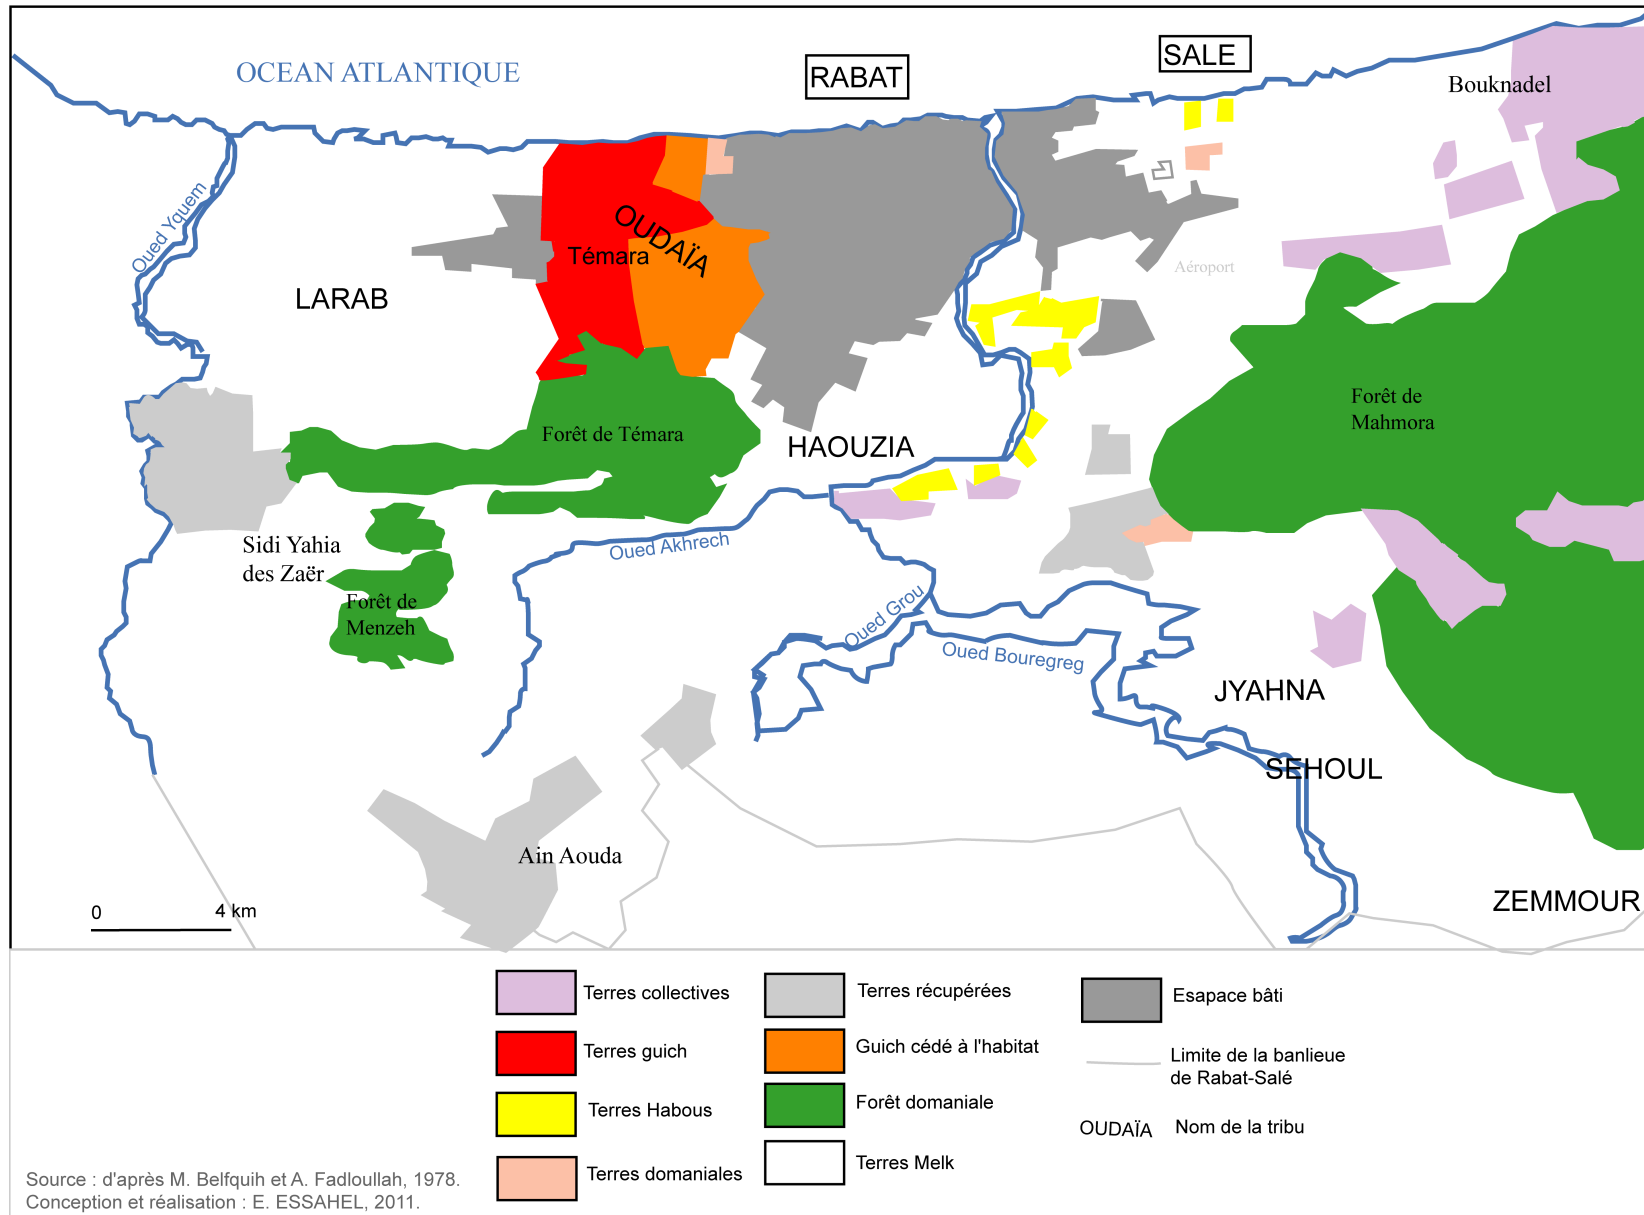 OCEAN ATLANTIQUE
RABAT
SALE
Bouknadel
Oued Yquem
OUDAÏA
Témara
Aéroport
LARAB
Forêt de
Mahmora
Forêt de Témara
HAOUZIA
Sidi Yahia
des Zaër
Oued Akhrech
Forêt de
Menzeh
Oued Grou
Oued Bouregreg
JYAHNA
SEHOUL
Ain Aouda
ZEMMOUR
0 4 km
Terres collectives
Terres guich
Terres Habous
Terres domaniales
Terres récupérées
Guich cédé à l'habitat
Forêt domaniale
Terres Melk
Esapace bâti
Limite de la banlieue
de Rabat-Salé
OUDAÏA Nom de la tribu
Source : d'après M. Belfquih et A. Fadloullah, 1978.
Conception et réalisation : E. ESSAHEL, 2011.